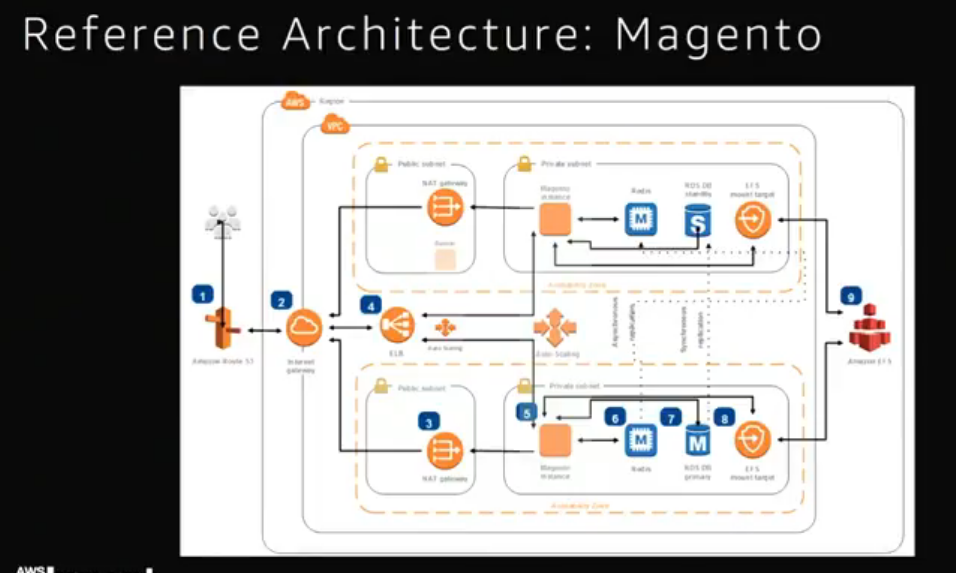 Reference Architecture: Magento
AWS
Region
VPC
Public subnet
Private subnet
NAT gateway
Magento
instance
Redis
RDS DB
standby
EFS
mount target
Availability Zone
1
2
4
9
Amazon Route 53
Internet
gateway
ELB
Auto Scaling
Auto Scaling
Asynchronous
replication
Synchronous
replication
Amazon EFS
Public subnet
Private subnet
3
5
6
7
8
NAT gateway
Magento
instance
Redis
RDS DB
primary
EFS
mount target
Availability Zone
M
S
M
M
AWS